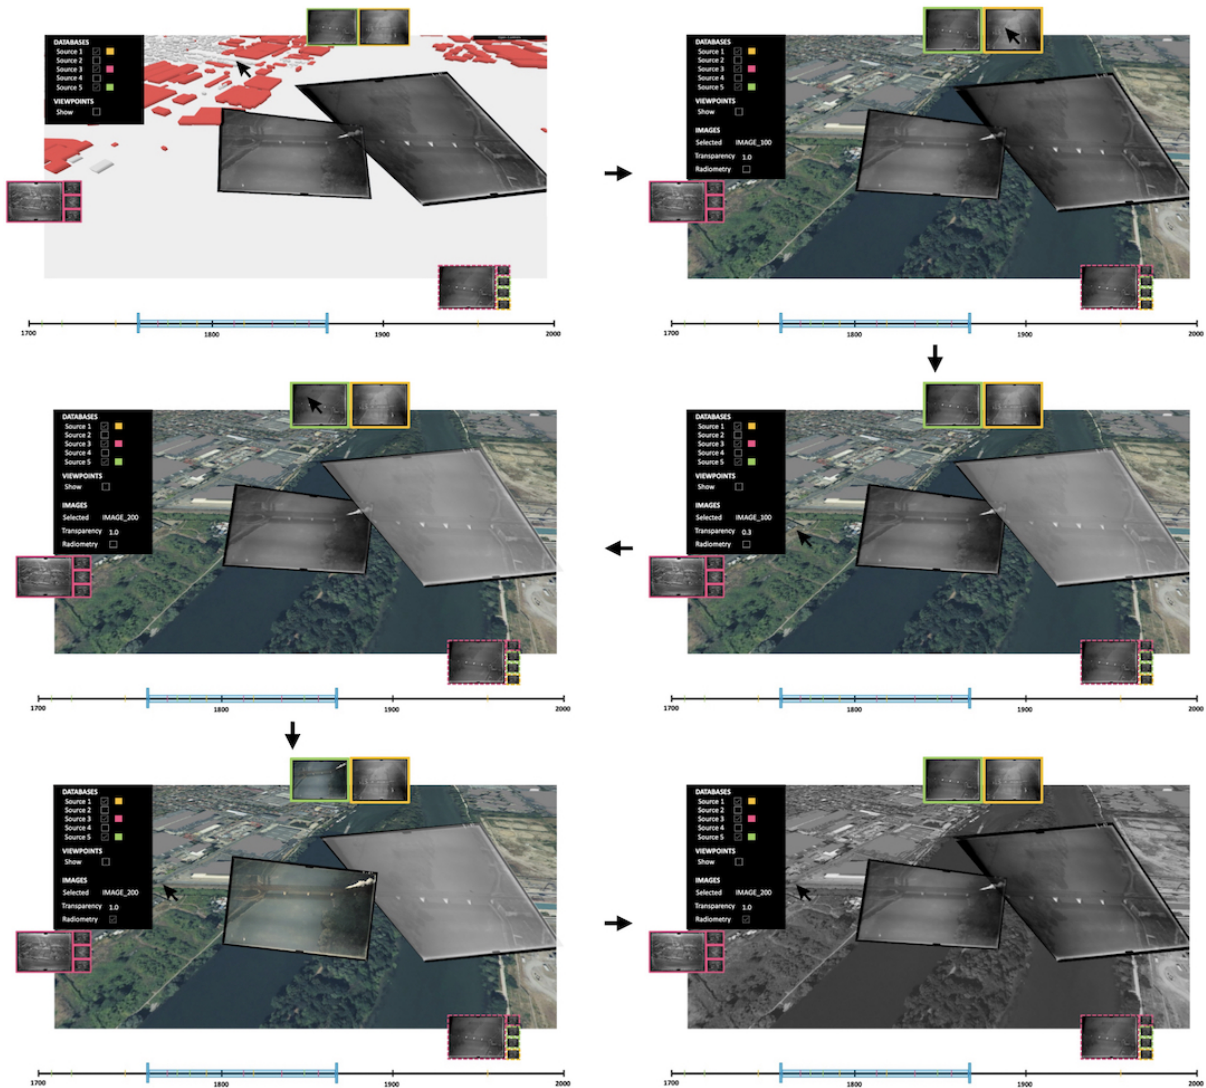 DATABASES
Source 1
Source 2
Source 3
Source 4
Source 5
VIEWPOINTS
Show
1700 1800 1900 2000
DATABASES
Source 1
Source 2
Source 3
Source 4
Source 5
VIEWPOINTS
Show
IMAGES
Selected IMAGE_100
Transparency 1.0
Radiometry
1700 1800 1900 2000
DATABASES
Source 1
Source 2
Source 3
Source 4
Source 5
VIEWPOINTS
Show
IMAGES
Selected IMAGE_200
Transparency 1.0
Radiometry
1700 1800 1900 2000
DATABASES
Source 1
Source 2
Source 3
Source 4
Source 5
VIEWPOINTS
Show
IMAGES
Selected IMAGE_100
Transparency 0.3
Radiometry
1700 1800 1900 2000
DATABASES
Source 1
Source 2
Source 3
Source 4
Source 5
VIEWPOINTS
Show
IMAGES
Selected IMAGE_200
Transparency 1.0
Radiometry
1700 1800 1900 2000
DATABASES
Source 1
Source 2
Source 3
Source 4
Source 5
VIEWPOINTS
Show
IMAGES
Selected IMAGE_200
Transparency 1.0
Radiometry
1700 1800 1900 2000